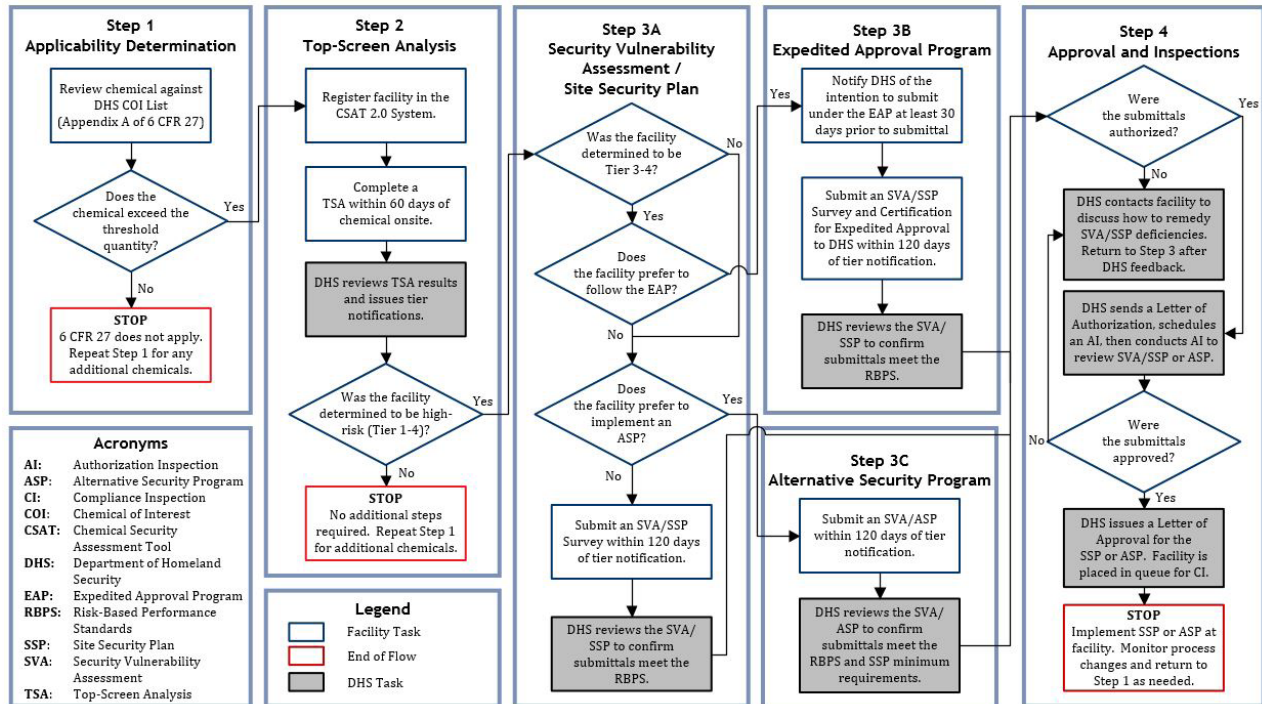 Step 1
Applicability Determination
Review chemical against
DHS COI List
(Appendix A of 6 CFR 27)
Does the
chemical exceed the
threshold
quantity?
Yes
No
STOP
6 CFR 27 does not apply.
Repeat Step 1 for any
additional chemicals.
Acronyms
AI: Authorization Inspection
ASP: Alternative Security Program
CI: Compliance Inspection
COI: Chemical of Interest
CSAT: Chemical Security
Assessment Tool
DHS: Department of Homeland
Security
EAP: Expedited Approval Program
RBPS: Risk-Based Performance
Standards
SSP: Site Security Plan
SVA: Security Vulnerability
Assessment
TSA: Top-Screen Analysis
Step 2
Top-Screen Analysis
Register facility in the
CSAT 2.0 System.
Complete a
TSA within 60 days of
chemical onsite.
DHS reviews TSA results
and issues tier
notifications.
Was the facility
determined to be high-
risk (Tier 1-4)?
Yes
No
STOP
No additional steps
required. Repeat Step 1
for additional chemicals.
Legend
Facility Task
End of Flow
DHS Task
Step 3A
Security Vulnerability
Assessment /
Site Security Plan
Was the facility
determined to be
Tier 3-4?
No
Yes
Does
the facility prefer to
follow the EAP?
Yes
No
Does
the facility prefer to
implement an
ASP?
Yes
No
Submit an SVA/SSP
Survey within 120 days
of tier notification.
DHS reviews the SVA/
SSP to confirm
submittals meet the
RBPS.
Step 3B
Expedited Approval Program
Notify DHS of the
intention to submit
under the EAP at least 30
days prior to submittal
Submit an SVA/SSP
Survey and Certification
for Expedited Approval
to DHS within 120 days
of tier notification.
DHS reviews the SVA/
SSP to confirm
submittals meet the
RBPS.
Step 3C
Alternative Security Program
Submit an SVA/ASP
within 120 days of tier
notification.
DHS reviews the SVA/
ASP to confirm
submittals meet the
RBPS and SSP minimum
requirements.
Step 4
Approval and Inspections
Were
the submittals
authorized?
Yes
No
DHS contacts facility to
discuss how to remedy
SVA/SSP deficiencies.
Return to Step 3 after
DHS feedback.
DHS sends a Letter of
Authorization, schedules
an AI, then conducts AI to
review SVA/SSP or ASP.
Were
the submittals
approved?
No
Yes
DHS issues a Letter of
Approval for the
SSP or ASP. Facility is
placed in queue for CI.
STOP
Implement SSP or ASP at
facility. Monitor process
changes and return to
Step 1 as needed.